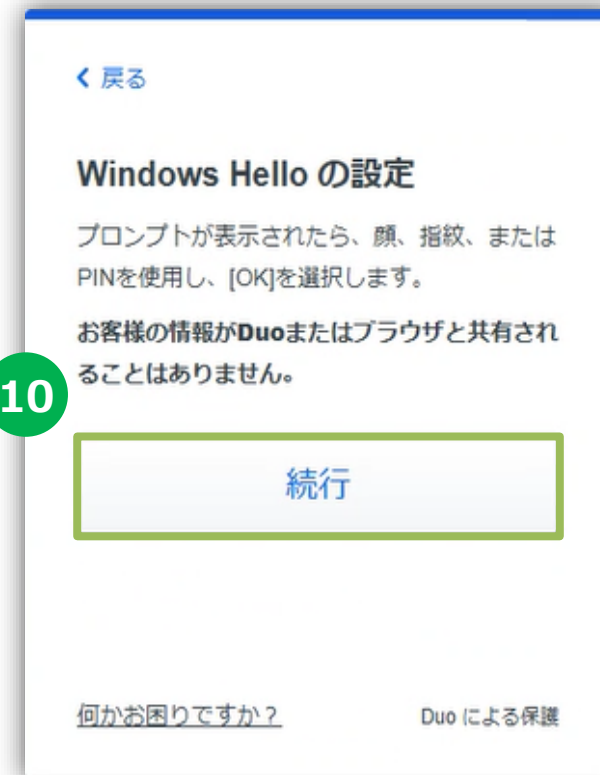 戻る
Windows Hello の設定
プロンプトが表示されたら、顔、指紋、または
PINを使用し、[OK]を選択します。
お客様の情報がDuoまたはブラウザと共有され
ることはありません。
10
続行
何かお困りですか？
Duo による保護